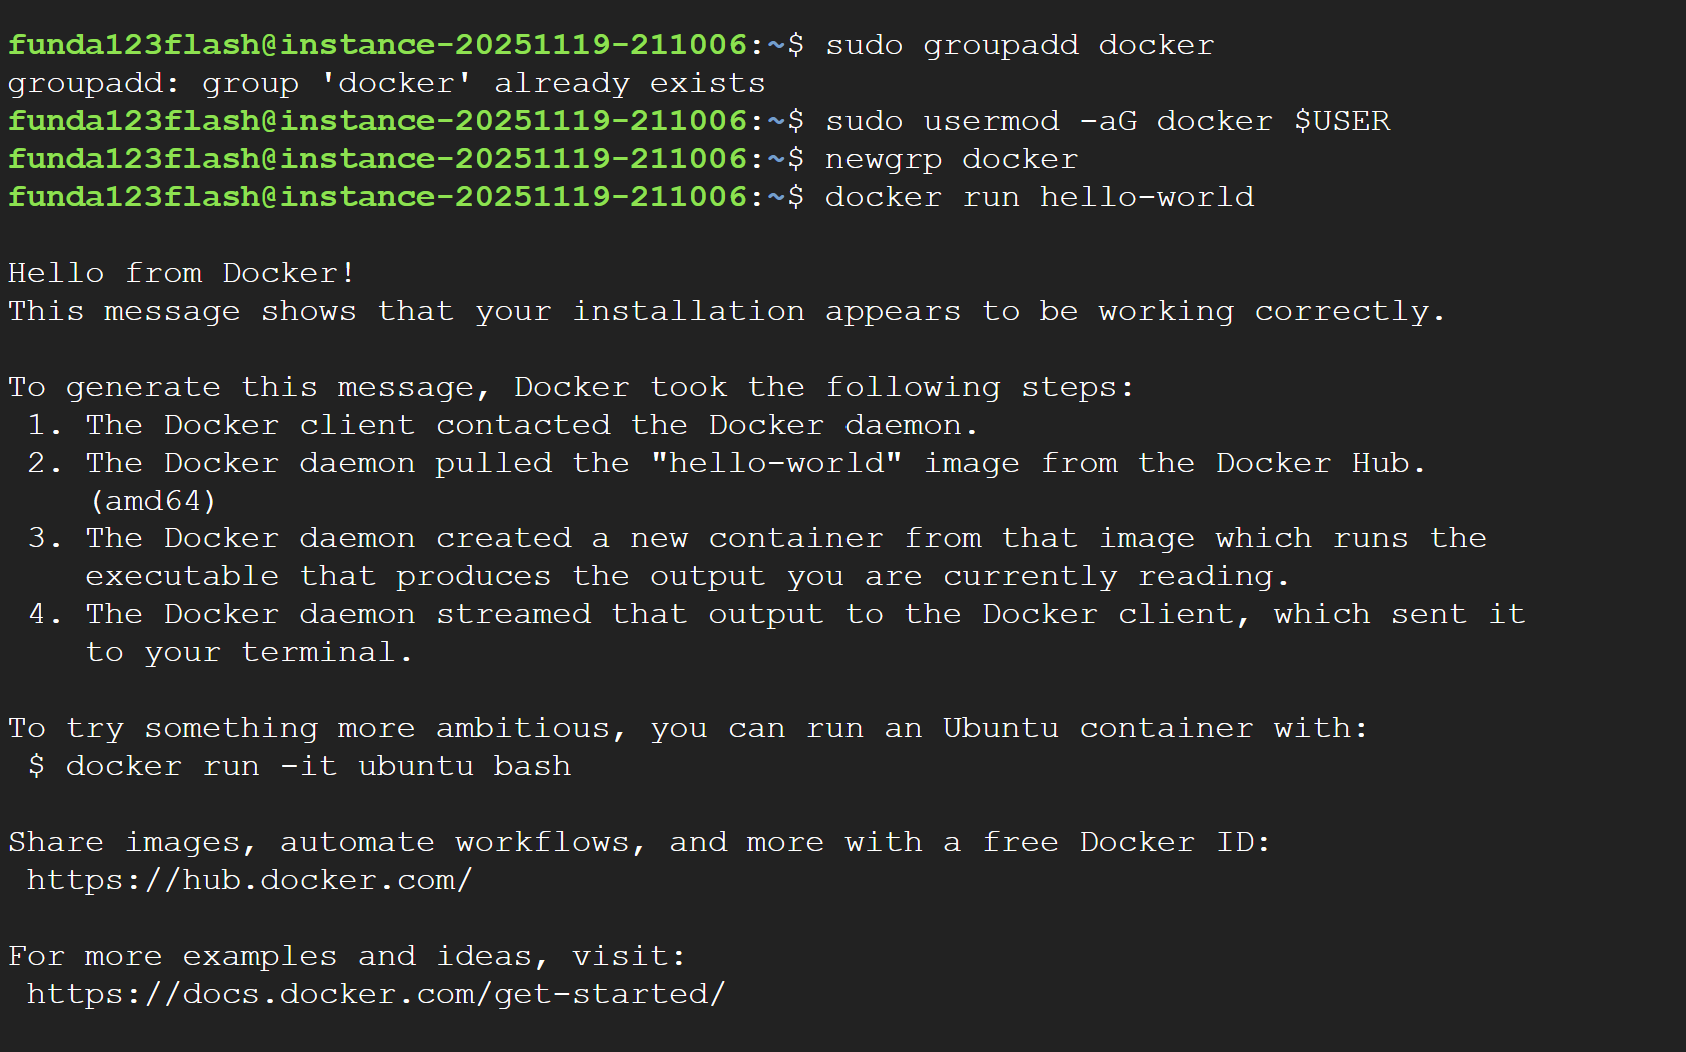 funda123flash@instance-20251119-211006:~$ sudo groupadd docker
groupadd: group 'docker' already exists
funda123flash@instance-20251119-211006:~$ sudo usermod -aG docker $USER
funda123flash@instance-20251119-211006:~$ newgrp docker
funda123flash@instance-20251119-211006:~$ docker run hello-world
Hello from Docker!
This message shows that your installation appears to be working correctly.
To generate this message, Docker took the following steps:
 1. The Docker client contacted the Docker daemon.
 2. The Docker daemon pulled the "hello-world" image from the Docker Hub.
    (amd64)
 3. The Docker daemon created a new container from that image which runs the
    executable that produces the output you are currently reading.
 4. The Docker daemon streamed that output to the Docker client, which sent it
    to your terminal.
To try something more ambitious, you can run an Ubuntu container with:
 $ docker run -it ubuntu bash
Share images, automate workflows, and more with a free Docker ID:
 https://hub.docker.com/
For more examples and ideas, visit:
 https://docs.docker.com/get-started/